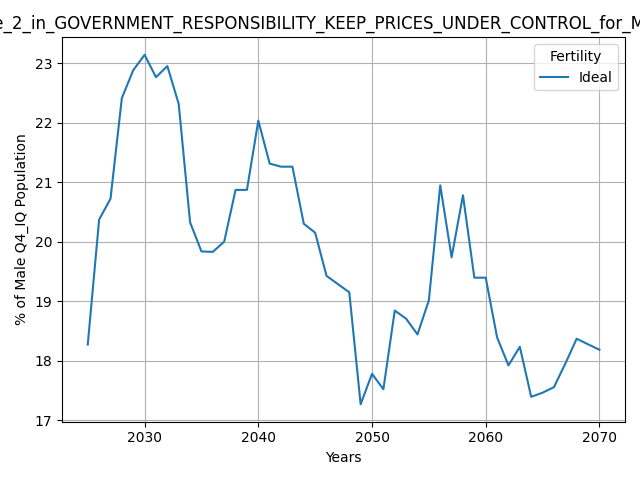 e_2_in_GOVERNMENT_RESPONSIBILITY_KEEP_PRICES_UNDER_CONTROL_for_M
Fertility
Ideal
% of Male Q4_IQ Population
23
22
21
20
19
18
17
2030 2040 2050 2060 2070
Years